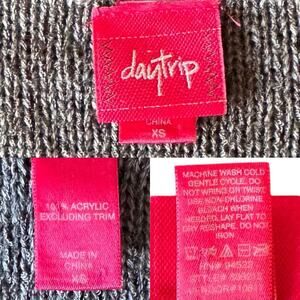 daytrip
CHINA
XS
100% ACRYLIC
EXCLUDING TRIM
MADE IN
CHINA
XS
MACHINE WASH COLD
GENTLE CYCLE. DO
NOT WRING OR TWIST.
USE NON-CHLORINE
BLEACH WHEN
NEEDED. LAY FLAT TO
DRY. RESHAPE. DO NOT
IRON